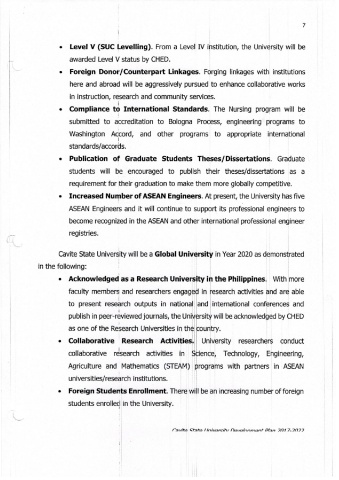 7
• Level V (SUC Levelling). From a Level IV institution, the University will be
awarded Level V status by CHED.
• Foreign Donor/Counterpart Linkages. Forging linkages with institutions
here and abroad will be aggressively pursued to enhance collaborative works
in instruction, research and community services.
• Compliance to International Standards. The Nursing program will be
submitted to accreditation to Bologna Process, engineering programs to
Washington Accord, and other programs to appropriate international
standards/accords.
• Publication of Graduate Students Theses/Dissertations. Graduate
students will be encouraged to publish their theses/dissertations as a
requirement for their graduation to make them more globally competitive.
• Increased Number of ASEAN Engineers. At present, the University has five
ASEAN Engineers and it will continue to support its professional engineers to
become recognized in the ASEAN and other international professional engineer
registries.
Cavite State University will be a Global University in Year 2020 as demonstrated
in the following:
• Acknowledged as a Research University in the Philippines. With more
faculty members and researchers engaged in research activities and are able
to present research outputs in national and international conferences and
publish in peer-reviewed journals, the University will be acknowledged by CHED
as one of the Research Universities in the country.
• Collaborative Research Activities. University researchers conduct
collaborative research activities in Science, Technology, Engineering,
Agriculture and Mathematics (STEAM) programs with partners in ASEAN
universities/research institutions.
• Foreign Students Enrollment. There will be an increasing number of foreign
students enrolled in the University.
Cavite State University Development Plan 2017-2022